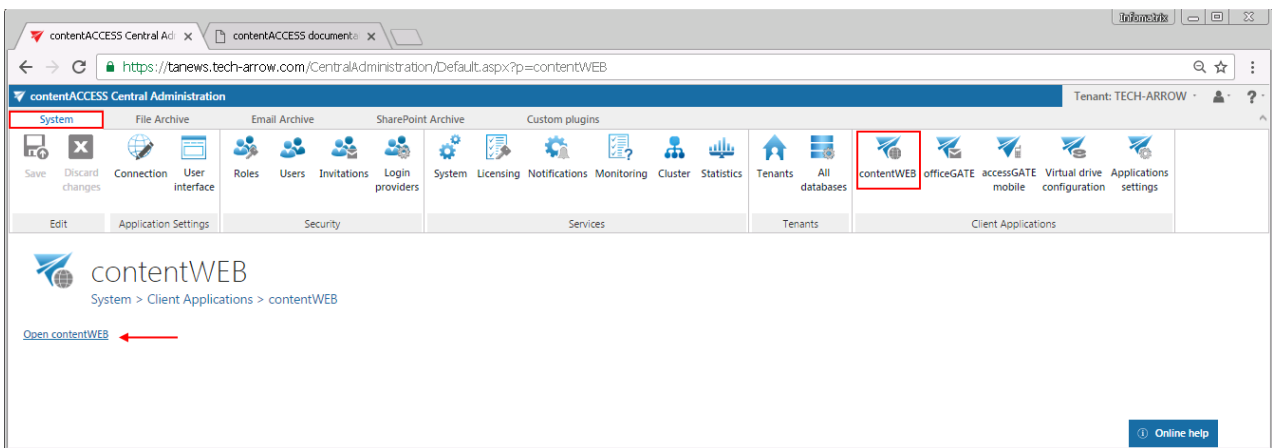 Infometrix
contentACCESS Central Ad
contentACCESS documenta
https://tanews.tech-arrow.com/CentralAdministration/Default.aspx?p=contentWEB
contentACCESS Central Administration
Tenant: TECH-ARROW
?
System File Archive Email Archive SharePoint Archive Custom plugins
Save Discard changes Connection User interface Roles Users Invitations Login providers System Licensing Notifications Monitoring Cluster Statistics Tenants All databases contentWEB officeGATE accessGATE mobile Virtual drive configuration Applications settings
Edit Application Settings Security Services Tenants Client Applications
contentWEB
System > Client Applications > contentWEB
Open contentWEB
Online help